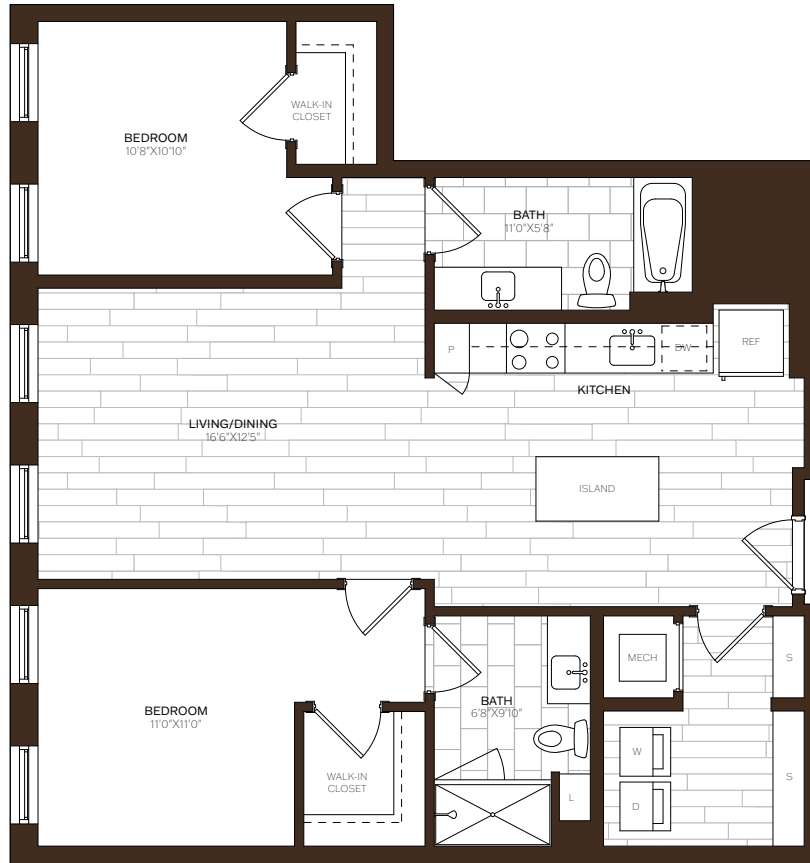 WALK-IN
CLOSET
BEDROOM
10'8"X10'10"
BATH
11'0"X5'8"
P
DW
REF
KITCHEN
LIVING/DINING
16'6"X12'5"
ISLAND
MECH
S
BEDROOM
11'0"X11'0"
BATH
6'8"X9'10"
W
WALK-IN
CLOSET
L
D
S